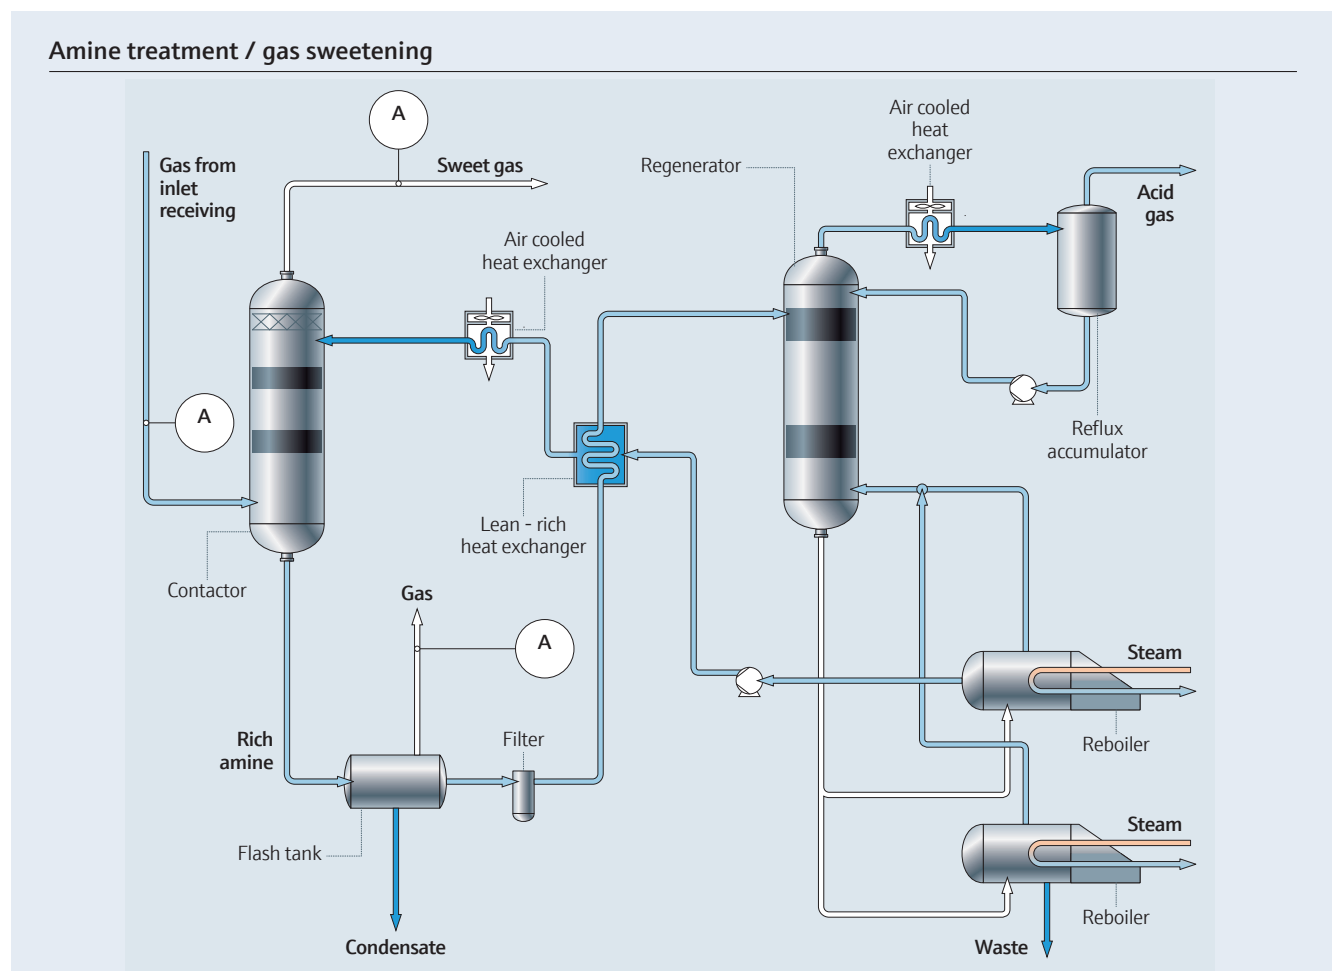 Amine treatment / gas sweetening
A
Gas from
inlet
receiving
Sweet gas
Air cooled
heat exchanger
Regenerator
Air cooled
heat
exchanger
Acid
gas
A
Reflux
accumulator
Lean - rich
heat exchanger
Contactor
Gas
A
Steam
Reboiler
Rich
amine
Filter
Flash tank
Steam
Reboiler
Condensate
Waste